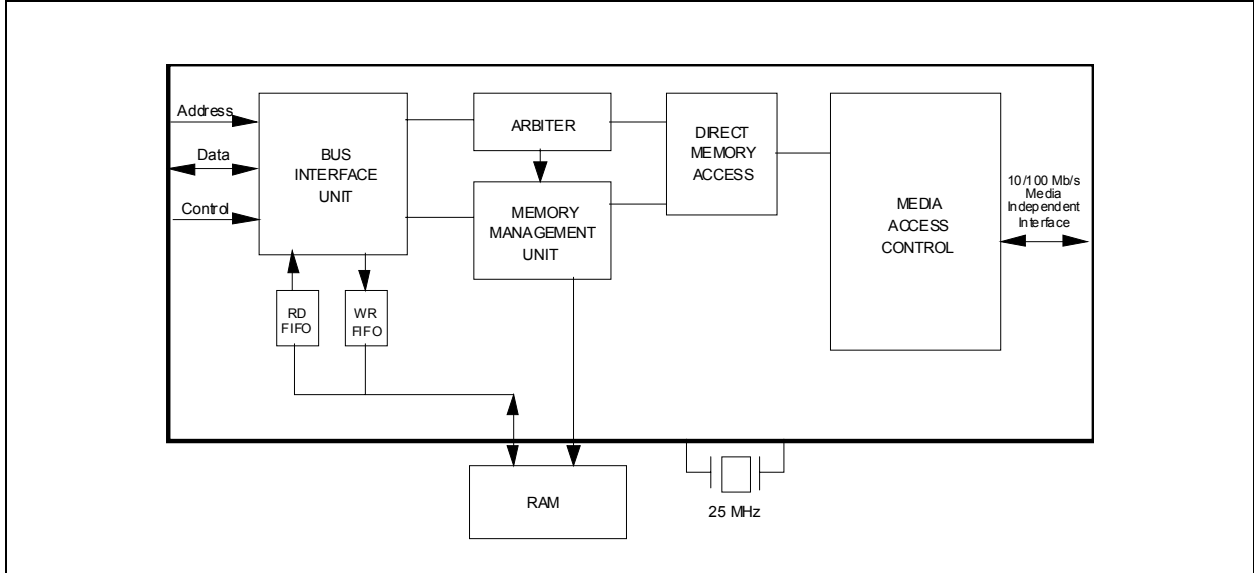 Address
Data
Control
BUS
INTERFACE
UNIT
RD
FIFO
WR
FIFO
ARBITER
MEMORY
MANAGEMENT
UNIT
DIRECT
MEMORY
ACCESS
MEDIA
ACCESS
CONTROL
10/100 Mb/s
Media
Independent
Interface
RAM
25 MHz